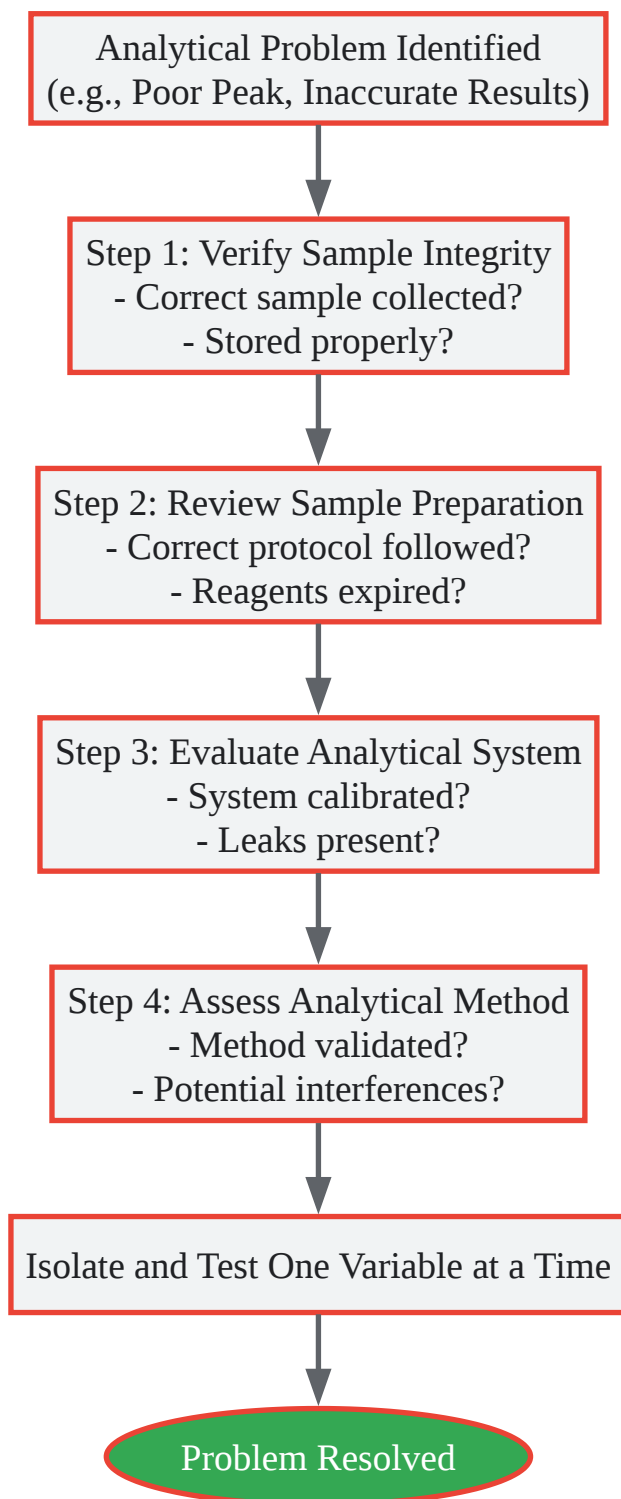 Analytical Problem Identified
(e.g., Poor Peak, Inaccurate Results)
Step 1: Verify Sample Integrity
- Correct sample collected?
- Stored properly?
Step 2: Review Sample Preparation
- Correct protocol followed?
- Reagents expired?
Step 3: Evaluate Analytical System
- System calibrated?
- Leaks present?
Step 4: Assess Analytical Method
- Method validated?
- Potential interferences?
Isolate and Test One Variable at a Time
Problem Resolved